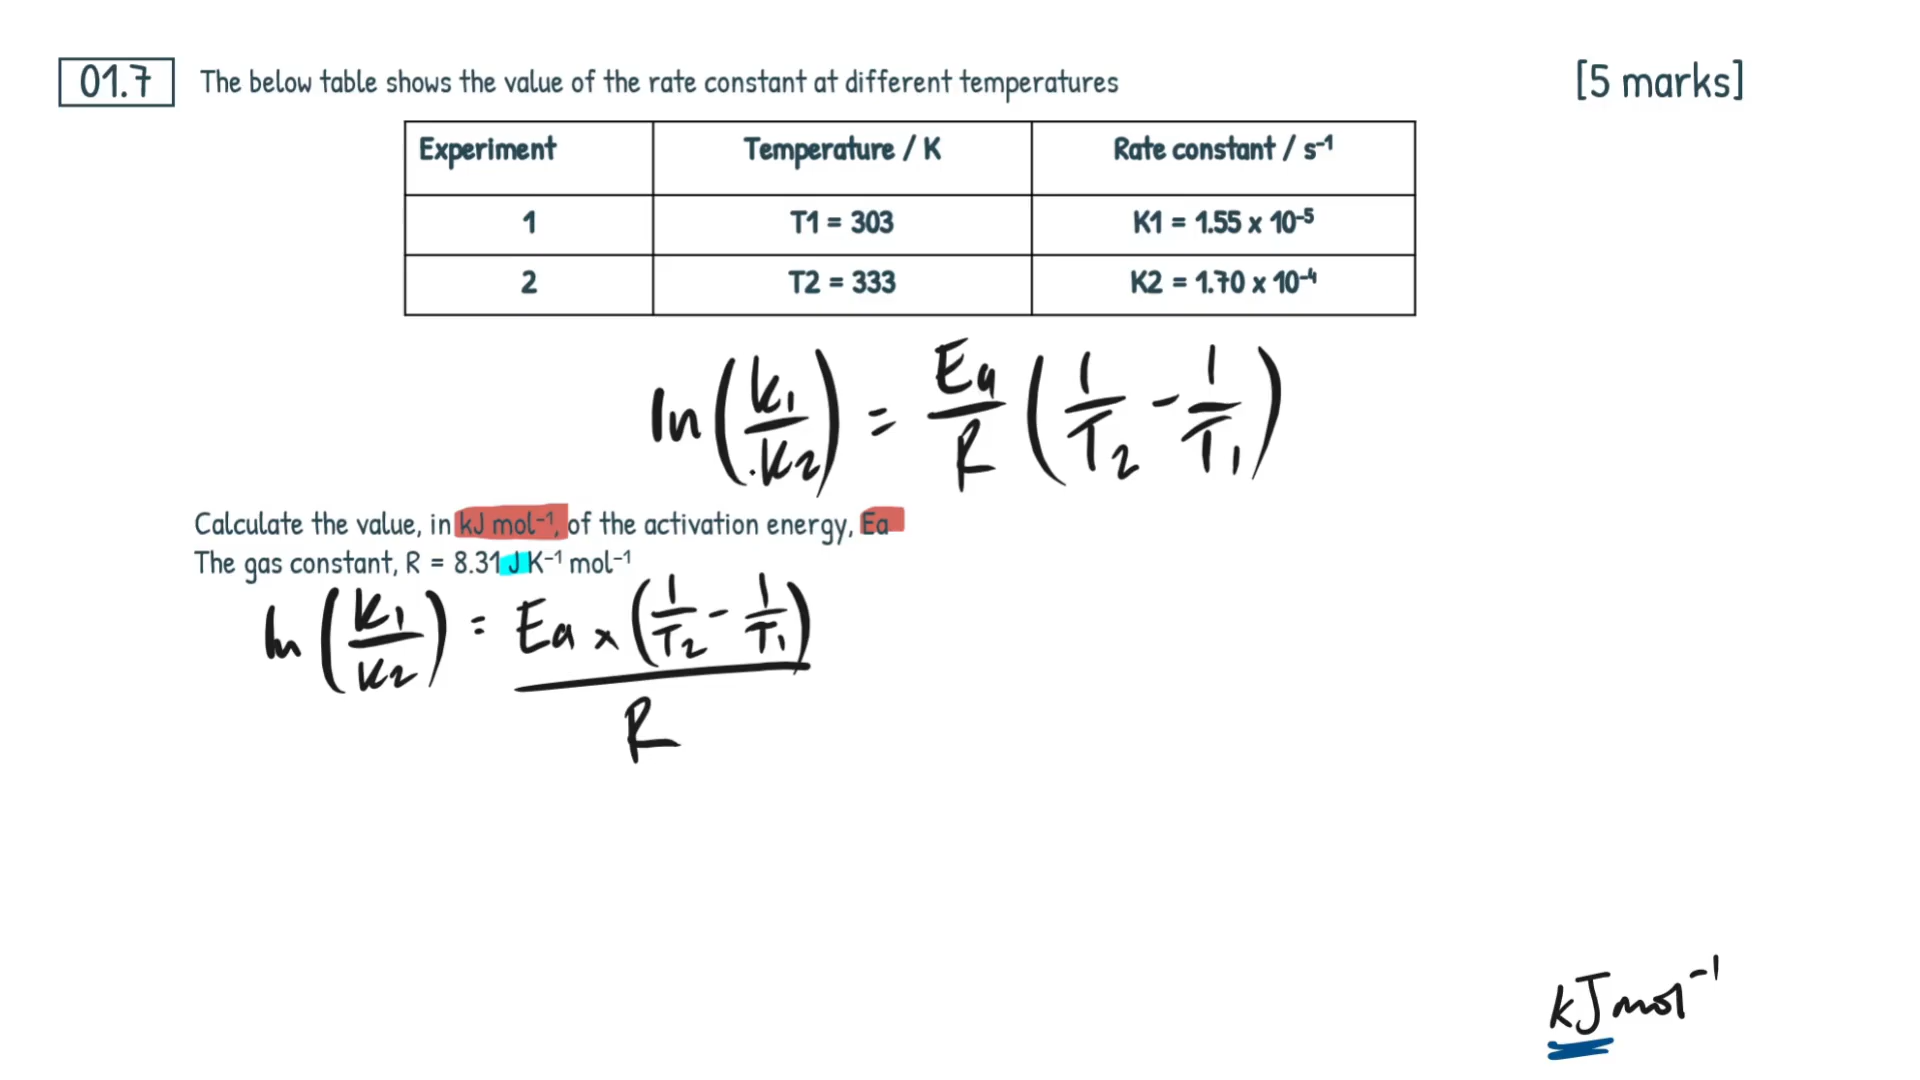 01.7 The below table shows the value of the rate constant at different temperatures [5 marks]
Experiment Temperature / K Rate constant / s⁻¹
1 T1 = 303 K1 = 1.55 x 10⁻⁵
2 T2 = 333 K2 = 1.70 x 10⁻⁴
ln(k₁/k₂) = Ea/R (1/T₂ - 1/T₁)
Calculate the value, in kJ mol⁻¹, of the activation energy, Ea
The gas constant, R = 8.31 J K⁻¹ mol⁻¹
ln(k₁/k₂) = Ea x (1/T₂ - 1/T₁) / R
kJmol⁻¹